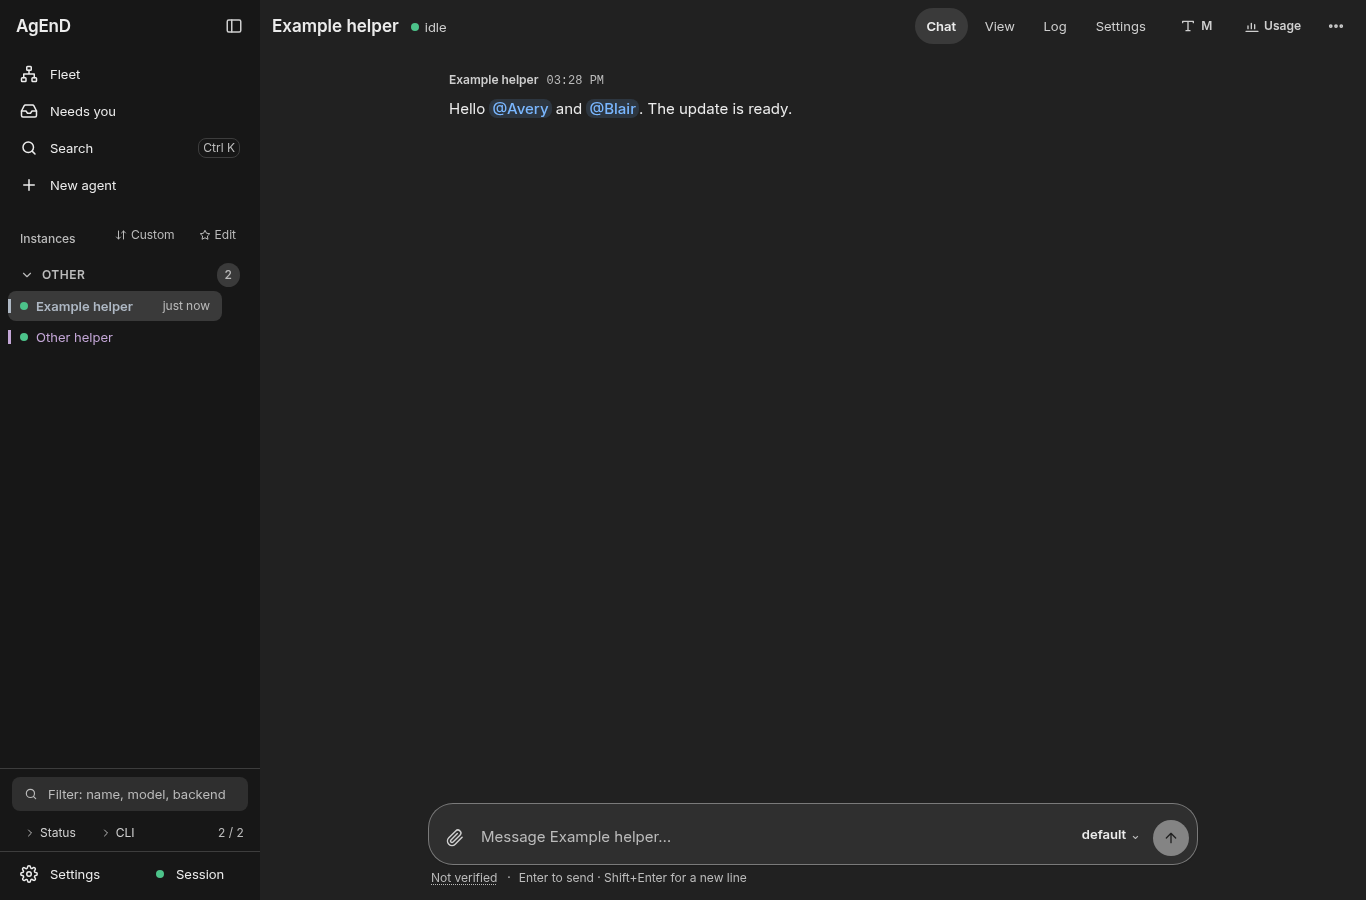 AgEnD
Fleet
Needs you
Search Ctrl K
New agent
Instances Custom Edit
OTHER 2
Example helper just now
Other helper
Filter: name, model, backend
Status CLI 2 / 2
Settings Session
Example helper idle Chat View Log Settings T M Usage •••
Example helper 03:28 PM
Hello @Avery and @Blair. The update is ready.
Message Example helper... default
Not verified · Enter to send · Shift+Enter for a new line